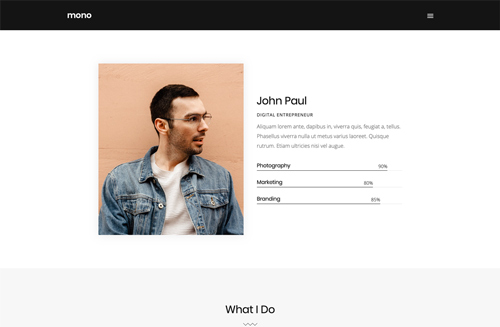 mono
John Paul
DIGITAL ENTREPRENEUR
Aliquam lorem ante, dapibus in, viverra quis, feugiat a, tellus.
Phasellus viverra nulla ut metus varius laoreet. Quisque
rutrum. Etiam ultricies nisi vel augue.
Photography 90%
Marketing 80%
Branding 85%
What I Do